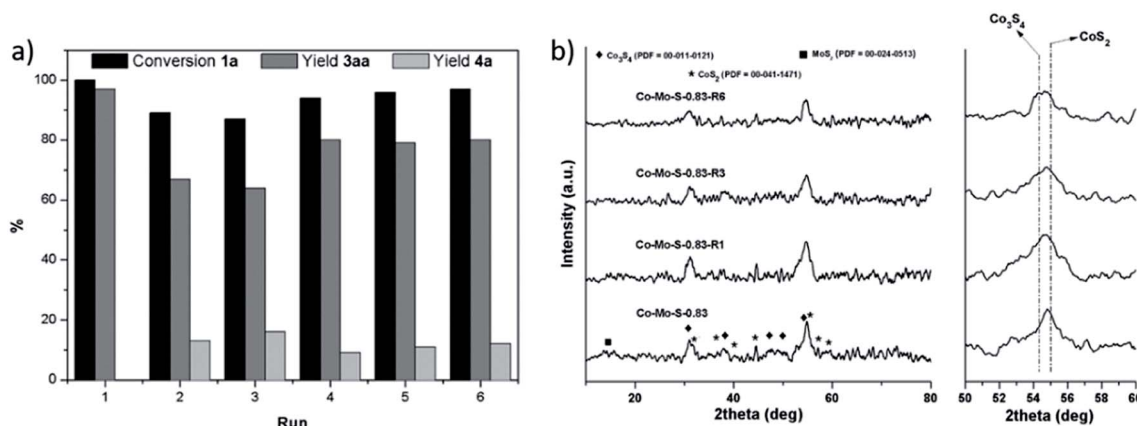 a)
Conversion 1a Yield 3aa Yield 4a
100
80
60
40
20
0
%
1 2 3 4 5 6
Run
b)
Co₃S₄ (PDF = 00-011-0121) MoS₂ (PDF = 00-024-0513)
* CoS₂ (PDF = 00-041-1471)
Co-Mo-S-0.83-R6
Co-Mo-S-0.83-R3
Co-Mo-S-0.83-R1
Co-Mo-S-0.83
Intensity (a.u.)
20 40 60 80
2theta (deg)
Co₃S₄
CoS₂
50 52 54 56 58 60
2theta (deg)